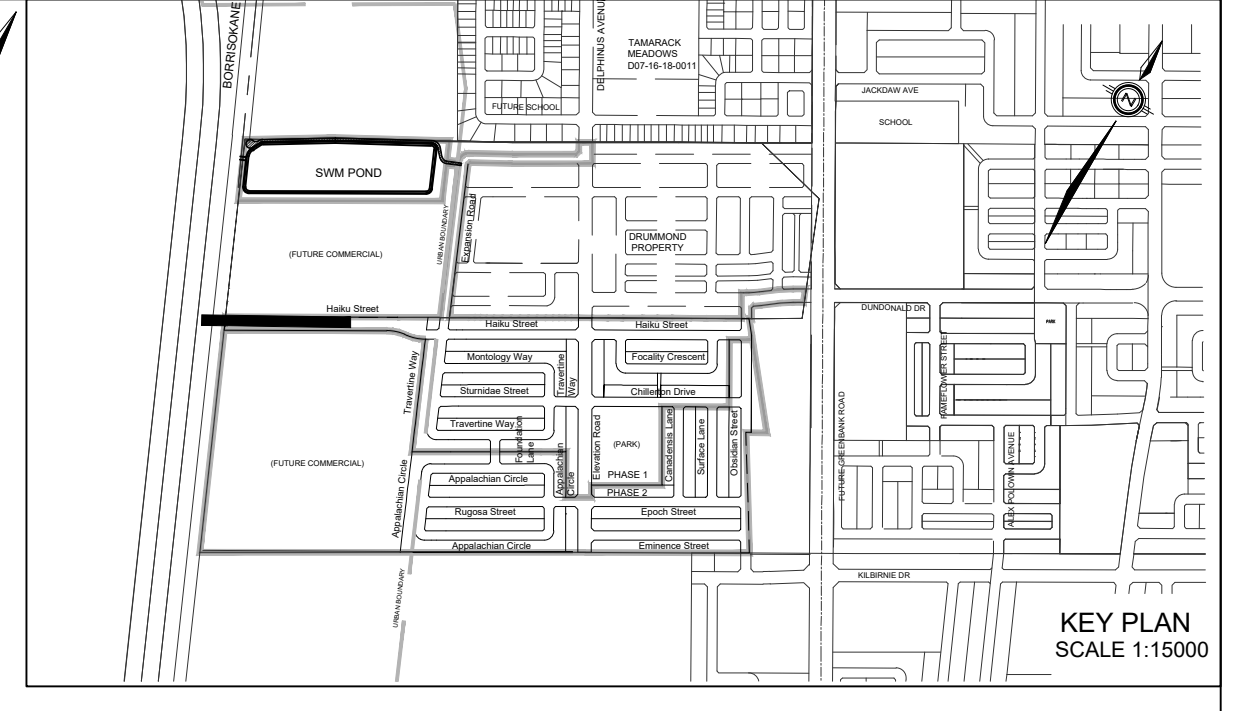 BORRISOKANE
DELPHINUS AVENU
TAMARACK
MEADOWS
D07-16-18-0011
FUTURE SCHOOL
JACKDAW AVE
SCHOOL
N
SWM POND
URBAN BOUNDARY
Expansion Road
DRUMMOND
PROPERTY
(FUTURE COMMERCIAL)
Haiku Street
Haiku Street
Haiku Street
DUNDONALD DR
PARK
Montology Way
Travertine
Way
Focality Crescent
Travertine Way
Sturnidae Street
Chillerton Drive
FAMEFLOWER STREET
Travertine Way
Foundation
Lane
Elevation Road
(PARK)
Canadensis Lane
Surface Lane
Obsidian Street
FUTURE GREENBANK ROAD
ALEX POLOWIN AVENUE
(FUTURE COMMERCIAL)
Appalachian Circle
Appalachian
Circle
PHASE 1
Appalachian Circle
PHASE 2
Rugosa Street
Epoch Street
Appalachian Circle
Eminence Street
URBAN BOUNDARY
KILBIRNIE DR
KEY PLAN
SCALE 1:15000